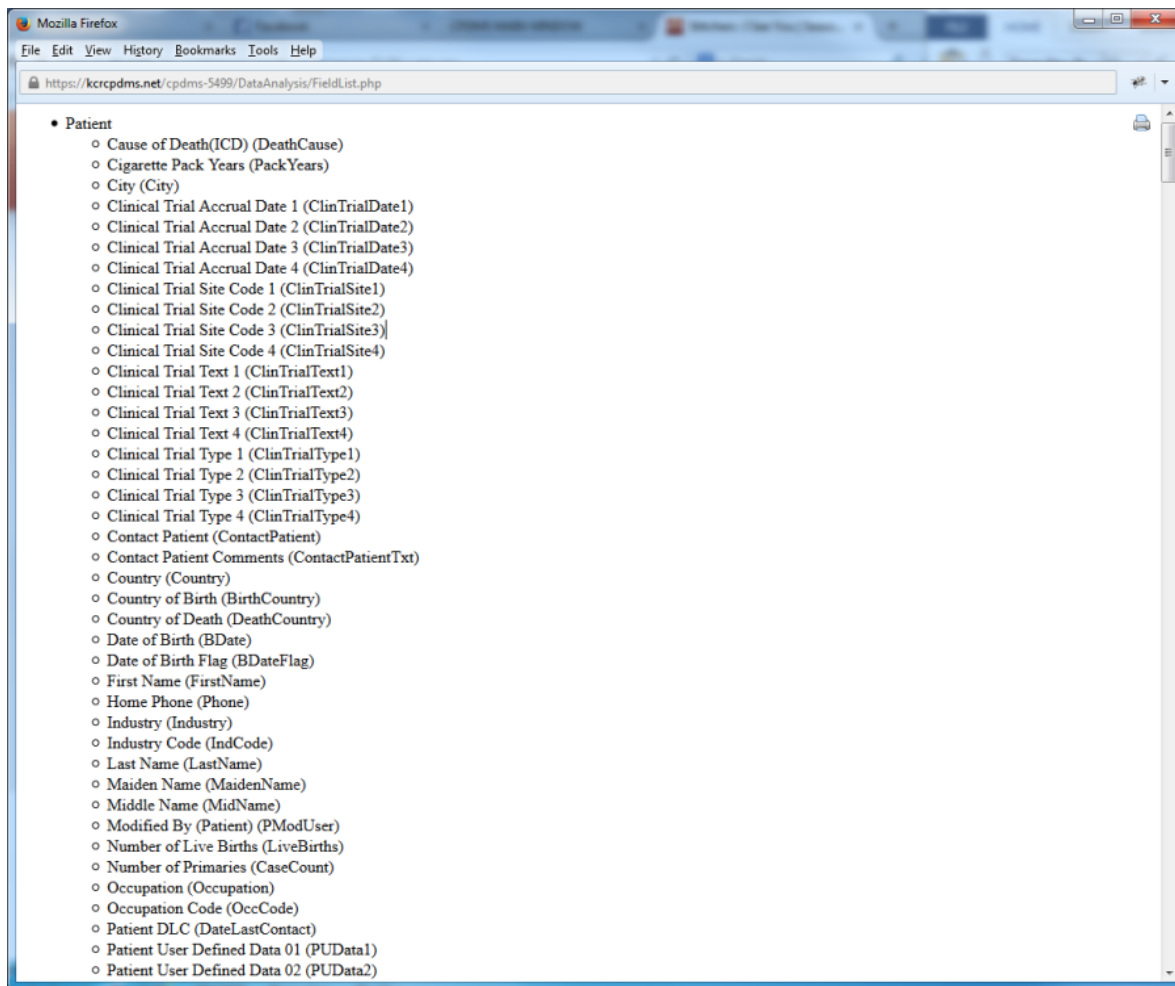 Mozilla Firefox
File Edit View History Bookmarks Tools Help
https://kcrcpdms.net/cpdms-5499/DataAnalysis/FieldList.php
Patient
Cause of Death(ICD) (DeathCause)
Cigarette Pack Years (PackYears)
City (City)
Clinical Trial Accrual Date 1 (ClinTrialDate1)
Clinical Trial Accrual Date 2 (ClinTrialDate2)
Clinical Trial Accrual Date 3 (ClinTrialDate3)
Clinical Trial Accrual Date 4 (ClinTrialDate4)
Clinical Trial Site Code 1 (ClinTrialSite1)
Clinical Trial Site Code 2 (ClinTrialSite2)
Clinical Trial Site Code 3 (ClinTrialSite3)
Clinical Trial Site Code 4 (ClinTrialSite4)
Clinical Trial Text 1 (ClinTrialText1)
Clinical Trial Text 2 (ClinTrialText2)
Clinical Trial Text 3 (ClinTrialText3)
Clinical Trial Text 4 (ClinTrialText4)
Clinical Trial Type 1 (ClinTrialType1)
Clinical Trial Type 2 (ClinTrialType2)
Clinical Trial Type 3 (ClinTrialType3)
Clinical Trial Type 4 (ClinTrialType4)
Contact Patient (ContactPatient)
Contact Patient Comments (ContactPatientTxt)
Country (Country)
Country of Birth (BirthCountry)
Country of Death (DeathCountry)
Date of Birth (BDate)
Date of Birth Flag (BDateFlag)
First Name (FirstName)
Home Phone (Phone)
Industry (Industry)
Industry Code (IndCode)
Last Name (LastName)
Maiden Name (MaidenName)
Middle Name (MidName)
Modified By (Patient) (PModUser)
Number of Live Births (LiveBirths)
Number of Primaries (CaseCount)
Occupation (Occupation)
Occupation Code (OccCode)
Patient DLC (DateLastContact)
Patient User Defined Data 01 (PUData1)
Patient User Defined Data 02 (PUData2)